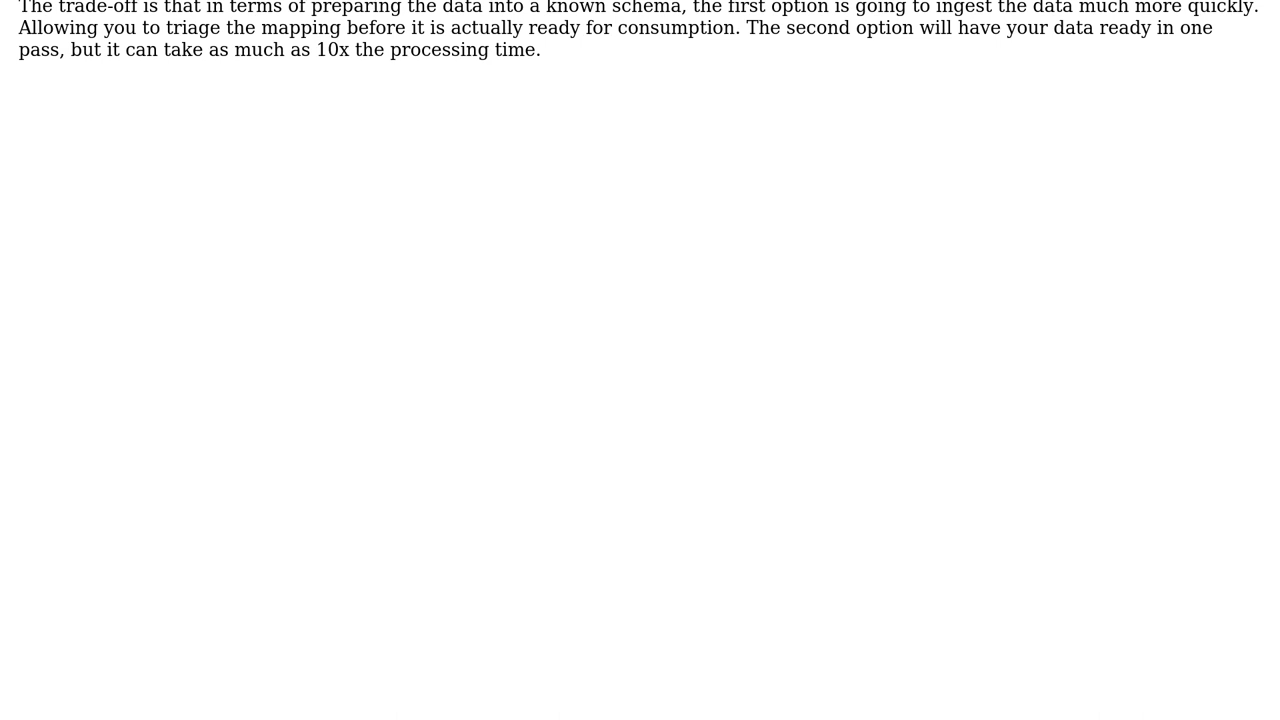 The trade-off is that in terms of preparing the data into a known schema, the first option is going to ingest the data much more quickly.
Allowing you to triage the mapping before it is actually ready for consumption. The second option will have your data ready in one
pass, but it can take as much as 10x the processing time.